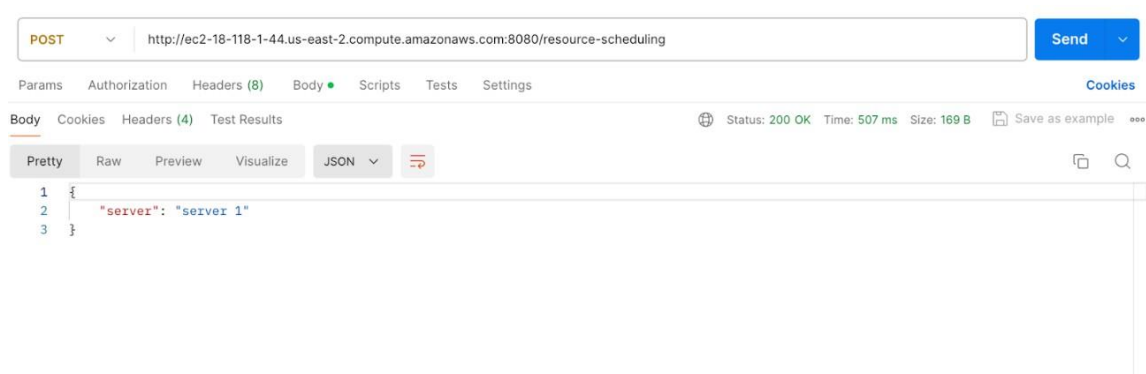 POST http://ec2-18-118-1-44.us-east-2.compute.amazonaws.com:8080/resource-scheduling Send
Params Authorization Headers (8) Body Scripts Tests Settings Cookies
Body Cookies Headers (4) Test Results Status: 200 OK Time: 507 ms Size: 169 B Save as example
Pretty Raw Preview Visualize JSON
1 {
2 "server": "server 1"
3 }